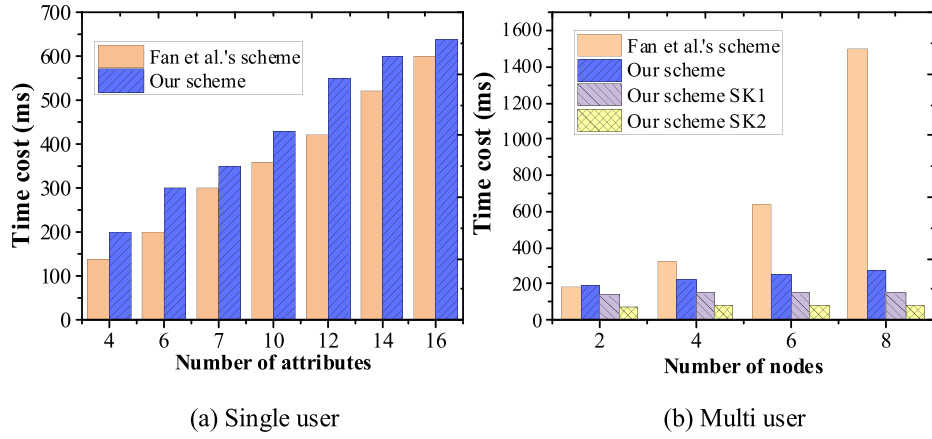 700
600
500
400
300
200
100
0
Time cost (ms)
Fan et al.'s scheme
Our scheme
4 6 7 10 12 14 16
Number of attributes
(a) Single user
1600
1400
1200
1000
800
600
400
200
0
Time cost (ms)
Fan et al.'s scheme
Our scheme
Our scheme SK1
Our scheme SK2
2 4 6 8
Number of nodes
(b) Multi user